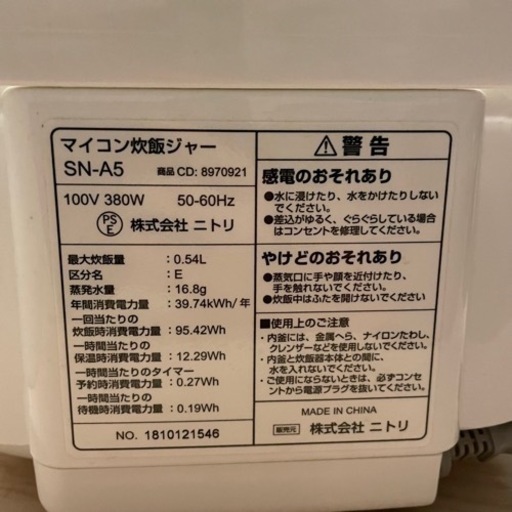 マイコン炊飯ジャー
SN-A5 商品CD: 8970921
100V 380W 50-60Hz
PS
E 株式会社 ニトリ
最大炊飯量 : 0.54L
区分名 : E
蒸発水量 : 16.8g
年間消費電力量 : 39.74kWh/年
一回当たりの
炊飯時消費電力量 : 95.42Wh
一時間当たりの
保温時消費電力量 : 12.29Wh
一時間当たりのタイマー
予約時消費電力量 : 0.27Wh
一時間当たりの
待機時消費電力量 : 0.19Wh
NO. 1810121546
警告
感電のおそれあり
●水に浸けたり、水をかけたりしない
でください。
●差込がゆるく、ぐらぐらしている場合
はコンセントを修理してください。
やけどのおそれあり
●蒸気口に手や顔を近付けたり、
手を触れないでください。
●炊飯中はふたを開けないでください
■使用上のご注意
・内釜には、金属へら、ナイロンたわし、
クレンザーなどを使用しないでください。
・内釜と炊飯器本体との間に、
水を入れないでください。
・ご使用にならないときは、必ずコンセ
ントから電源プラグを抜いてください。
MADE IN CHINA
販売元 株式会社 ニトリ